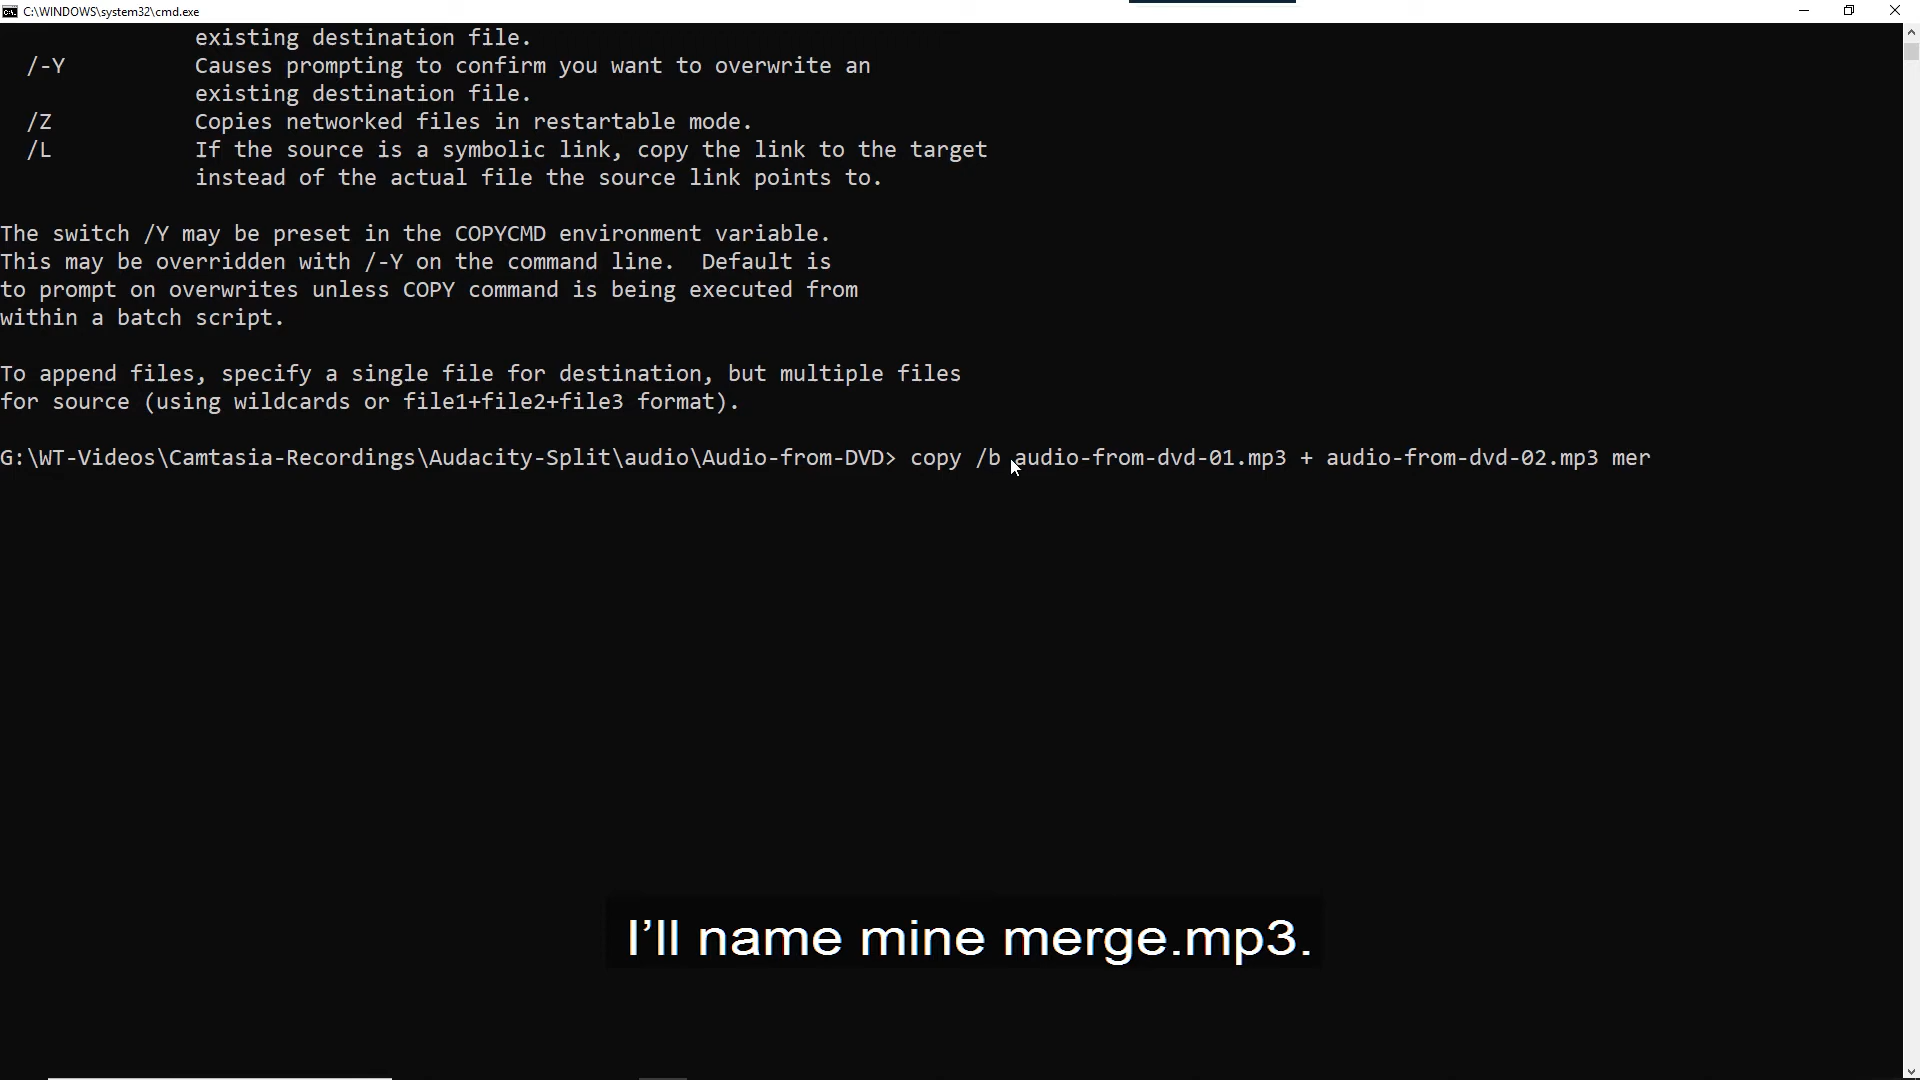 C:\WINDOWS\system32\cmd.exe
existing destination file.
/-Y Causes prompting to confirm you want to overwrite an
existing destination file.
/Z Copies networked files in restartable mode.
/L If the source is a symbolic link, copy the link to the target
instead of the actual file the source link points to.
The switch /Y may be preset in the COPYCMD environment variable.
This may be overridden with /-Y on the command line.  Default is
to prompt on overwrites unless COPY command is being executed from
within a batch script.
To append files, specify a single file for destination, but multiple files
for source (using wildcards or file1+file2+file3 format).
G:\WT-Videos\Camtasia-Recordings\Audacity-Split\audio\Audio-from-DVD> copy /b audio-from-dvd-01.mp3 + audio-from-dvd-02.mp3 mer
I’ll name mine merge.mp3.